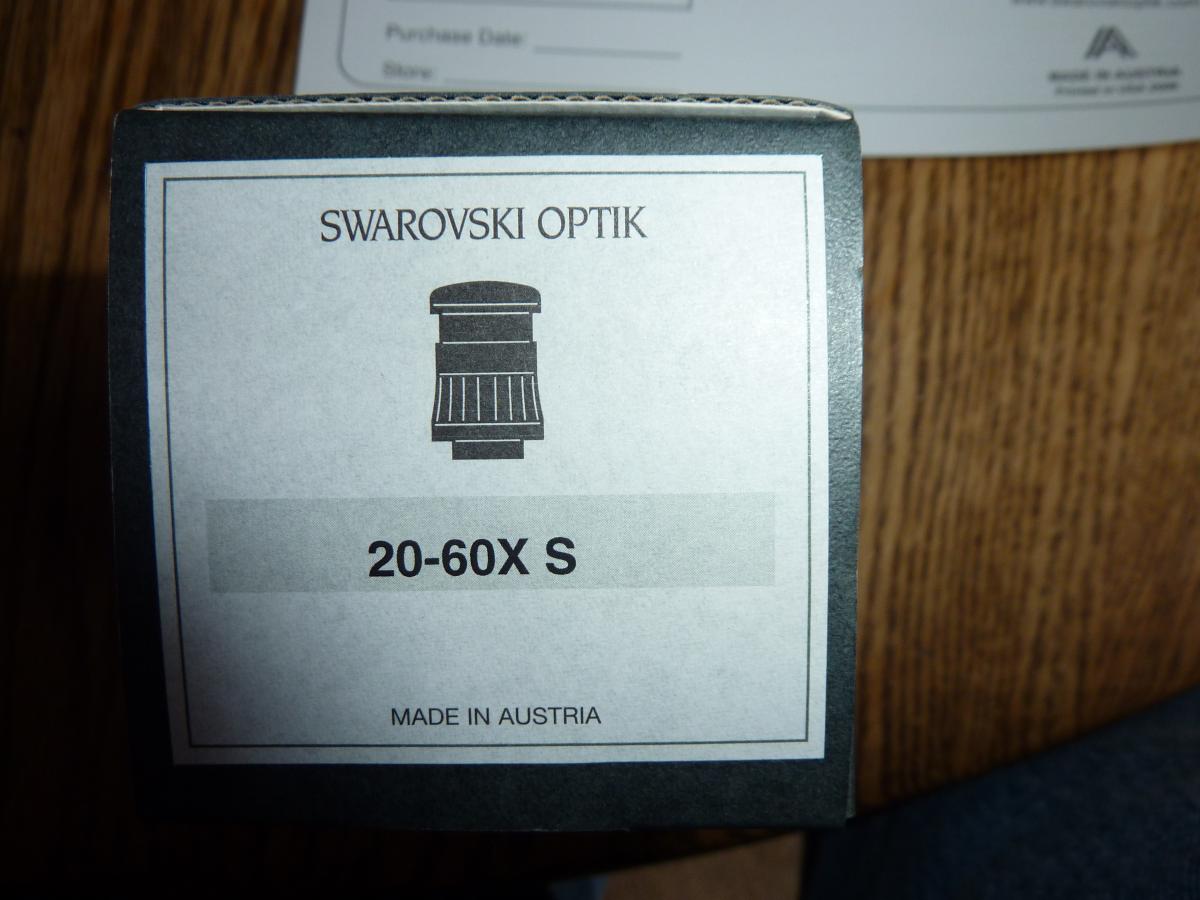 Purchase Date:
Store:
MADE IN AUSTRIA
SWAROVSKI OPTIK
20-60X S
MADE IN AUSTRIA